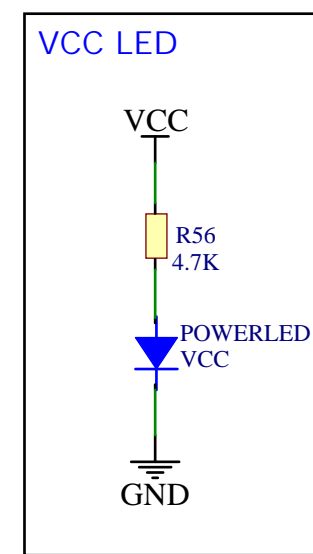 VCC LED
VCC
R56
4.7K
POWERLED
VCC
GND